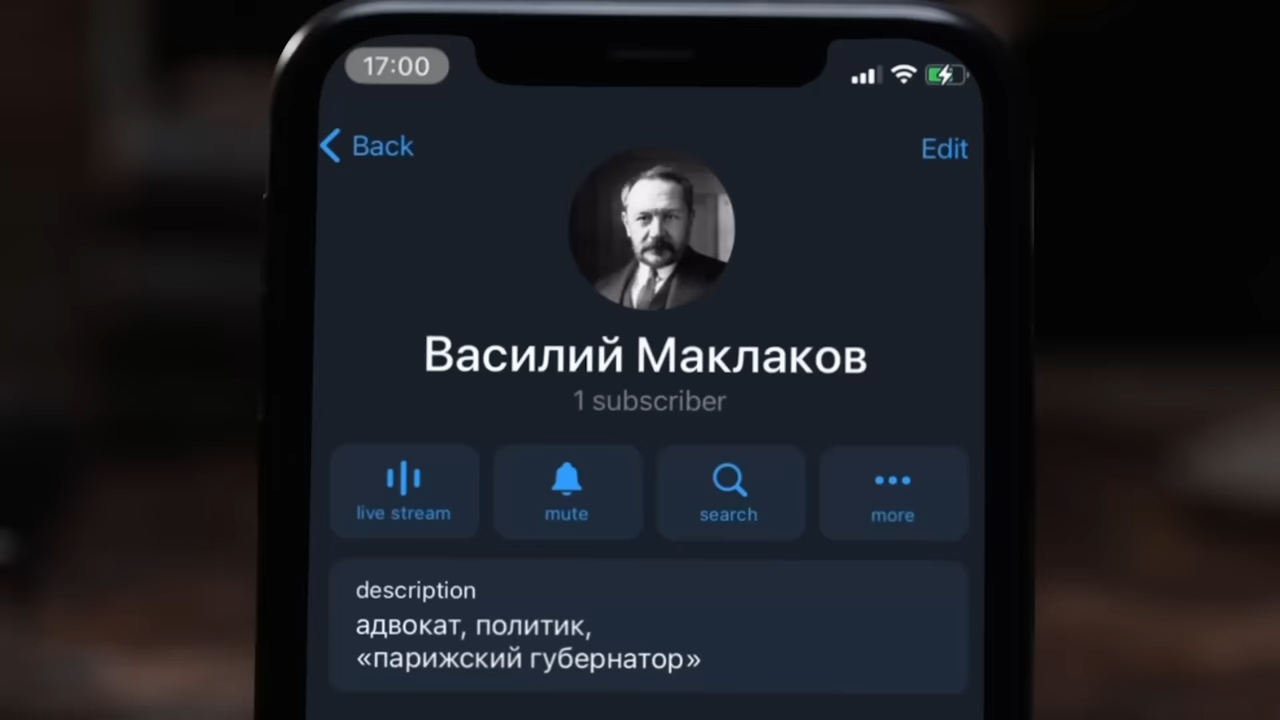 17:00
Back
Edit
Василий Маклаков
1 subscriber
live stream
mute
search
more
description
адвокат, политик,
«парижский губернатор»